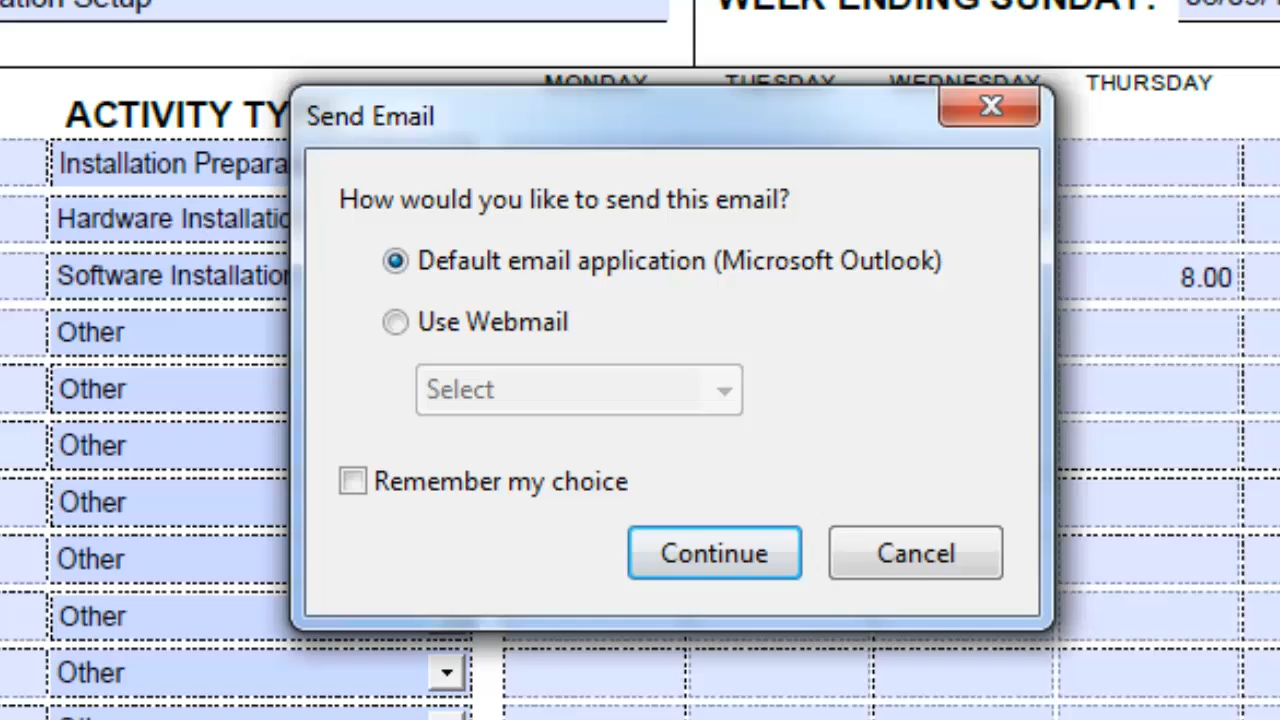 ation Setup
WEEK ENDING SUNDAY:
MONDAY TUESDAY WEDNESDAY THURSDAY
ACTIVITY TY
Send Email
Installation Prepara
How would you like to send this email?
Hardware Installatio
Default email application (Microsoft Outlook)
Software Installation
8.00
Use Webmail
Other
Select
Other
Other
Remember my choice
Other
Continue
Cancel
Other
Other
Other